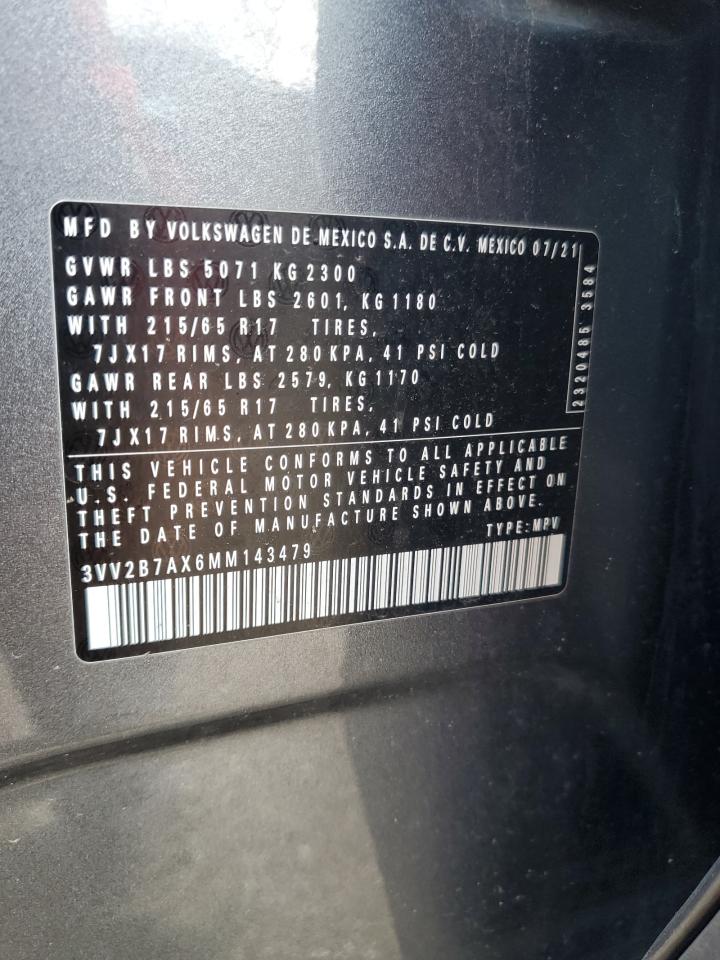 MFD BY VOLKSWAGEN DE MEXICO S.A. DE C.V. MEXICO 07/21
GVWR LBS 5071 KG 2300
GAWR FRONT LBS 2601, KG 1180
WITH 215/65 R17 TIRES,
7JX17 RIMS, AT 280 KPA, 41 PSI COLD
GAWR REAR LBS 2579, KG 1170
WITH 215/65 R17 TIRES,
7JX17 RIMS, AT 280 KPA, 41 PSI COLD
2320485 3584
THIS VEHICLE CONFORMS TO ALL APPLICABLE
U.S. FEDERAL MOTOR VEHICLE SAFETY AND
THEFT PREVENTION STANDARDS IN EFFECT ON
THE DATE OF MANUFACTURE SHOWN ABOVE.
TYPE: MPV
3VV2B7AX6MM143479